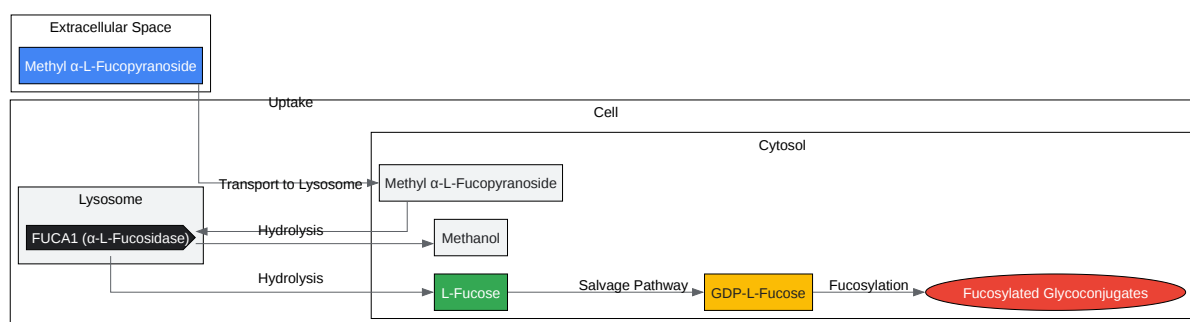 Extracellular Space
Methyl α-L-Fucopyranoside
Uptake
Cell
Cytosol
Transport to Lysosome
Methyl α-L-Fucopyranoside
Lysosome
FUCA1 (α-L-Fucosidase)
Hydrolysis
Methanol
Hydrolysis
L-Fucose
Salvage Pathway
GDP-L-Fucose
Fucosylation
Fucosylated Glycoconjugates